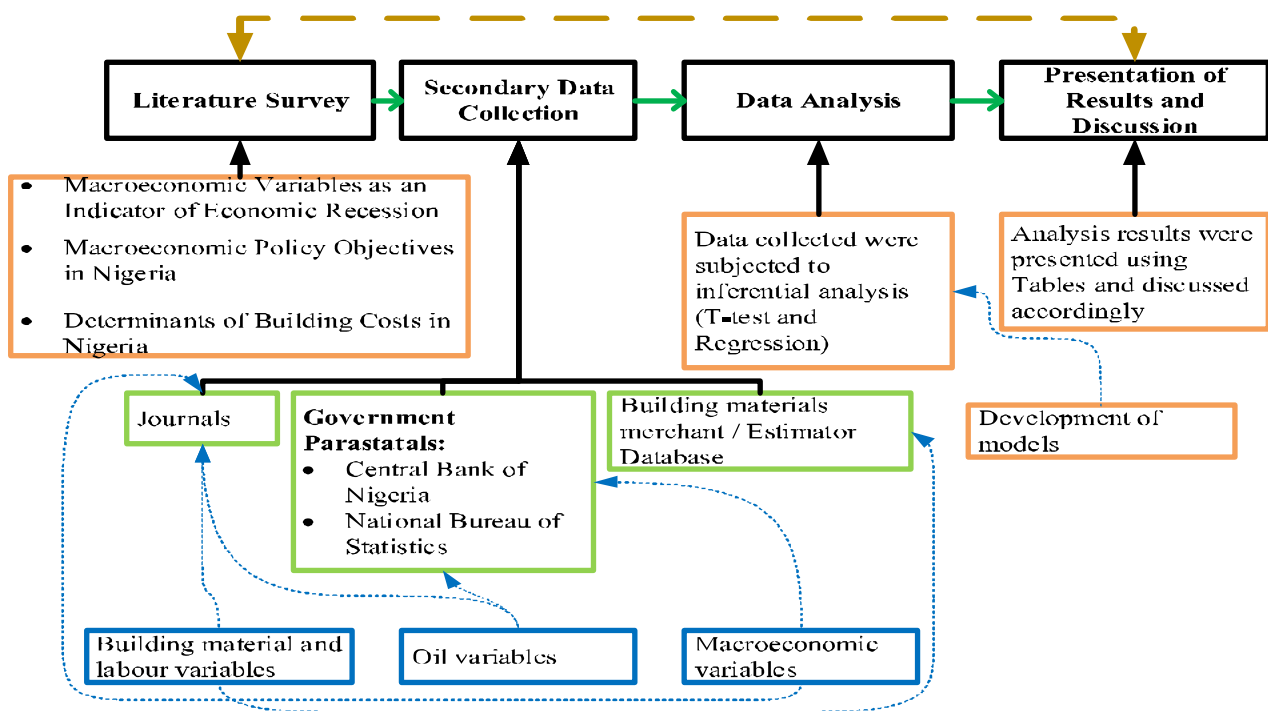 Literature Survey
Secondary Data
Collection
Data Analysis
Presentation of
Results and
Discussion
• Macroeconomic Variables as an
Indicator of Economic Recession
• Macroeconomic Policy Objectives
in Nigeria
• Determinants of Building Costs in
Nigeria
Data collected were
subjected to
inferential analysis
(T-test and
Regression)
Analysis results were
presented using
Tables and discussed
accordingly
Journals
Government
Parastatals:
• Central Bank of
Nigeria
• National Bureau of
Statistics
Building materials
merchant / Estimator
Database
Development of
models
Building material and
labour variables
Oil variables
Macroeconomic
variables